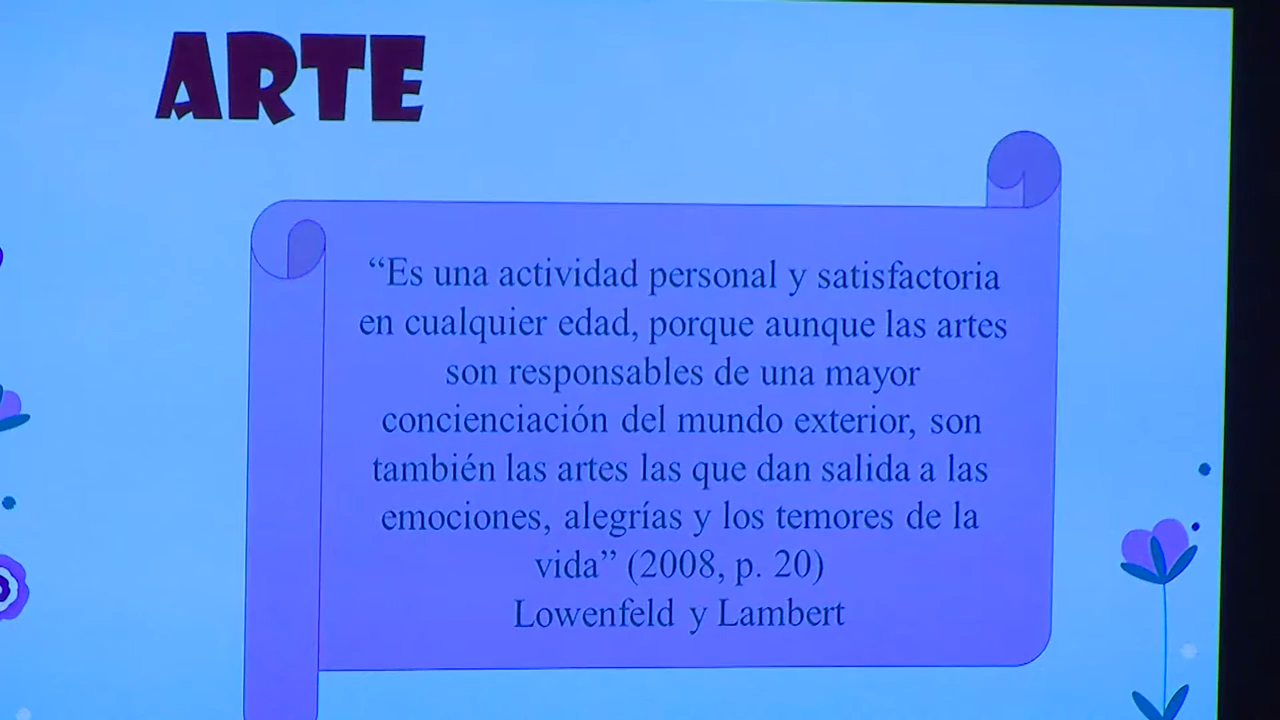 ARTE
“Es una actividad personal y satisfactoria
en cualquier edad, porque aunque las artes
son responsables de una mayor
concienciación del mundo exterior, son
también las artes las que dan salida a las
emociones, alegrías y los temores de la
vida” (2008, p. 20)
Lowenfeld y Lambert